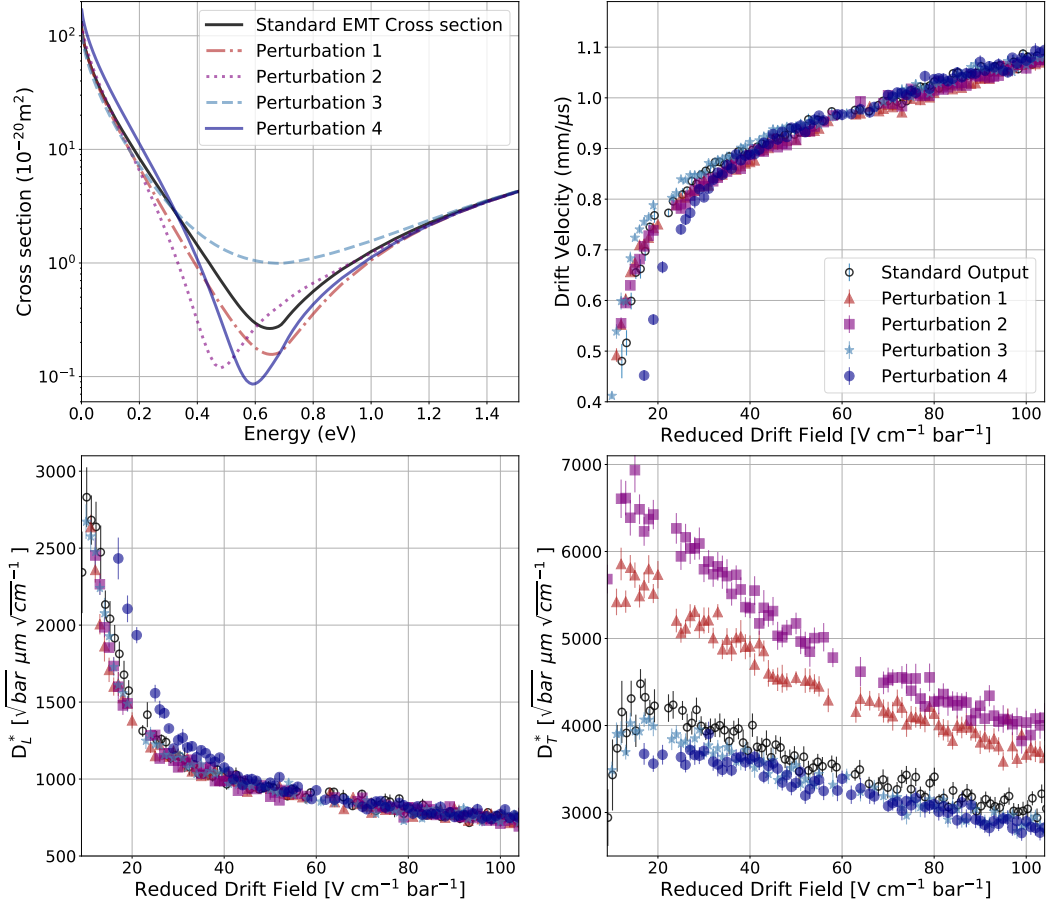 Cross section (10⁻²⁰m²)
10²
10¹
10⁰
10⁻¹
Standard EMT Cross section
Perturbation 1
Perturbation 2
Perturbation 3
Perturbation 4
0.0 0.2 0.4 0.6 0.8 1.0 1.2 1.4
Energy (eV)
Drift Velocity (mm/μs)
1.1
1.0
0.9
0.8
0.7
0.6
0.5
0.4
Standard Output
Perturbation 1
Perturbation 2
Perturbation 3
Perturbation 4
20 40 60 80 100
Reduced Drift Field [V cm⁻¹ bar⁻¹]
D_L^* [√bar μm √cm⁻¹ ]
3000
2500
2000
1500
1000
500
20 40 60 80 100
Reduced Drift Field [V cm⁻¹ bar⁻¹]
D_T^* [√bar μm √cm⁻¹ ]
7000
6000
5000
4000
3000
20 40 60 80 100
Reduced Drift Field [V cm⁻¹ bar⁻¹]